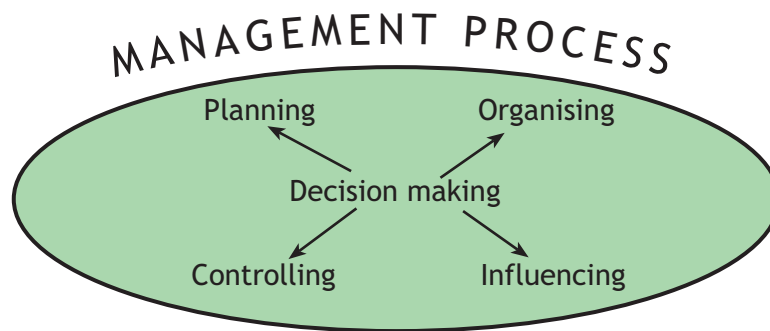 MANAGEMENT PROCESS
Planning Organising
Decision making
Controlling Influencing